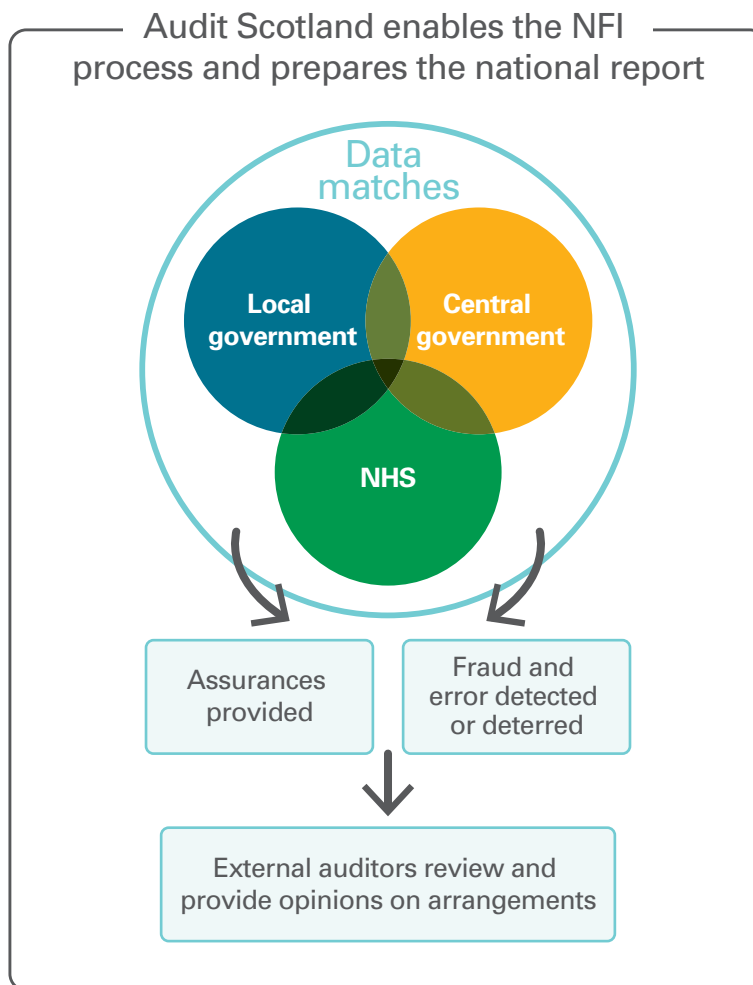 Audit Scotland enables the NFI
process and prepares the national report
Data
matches
Local
government
Central
government
NHS
Assurances
provided
Fraud and
error detected
or deterred
External auditors review and
provide opinions on arrangements